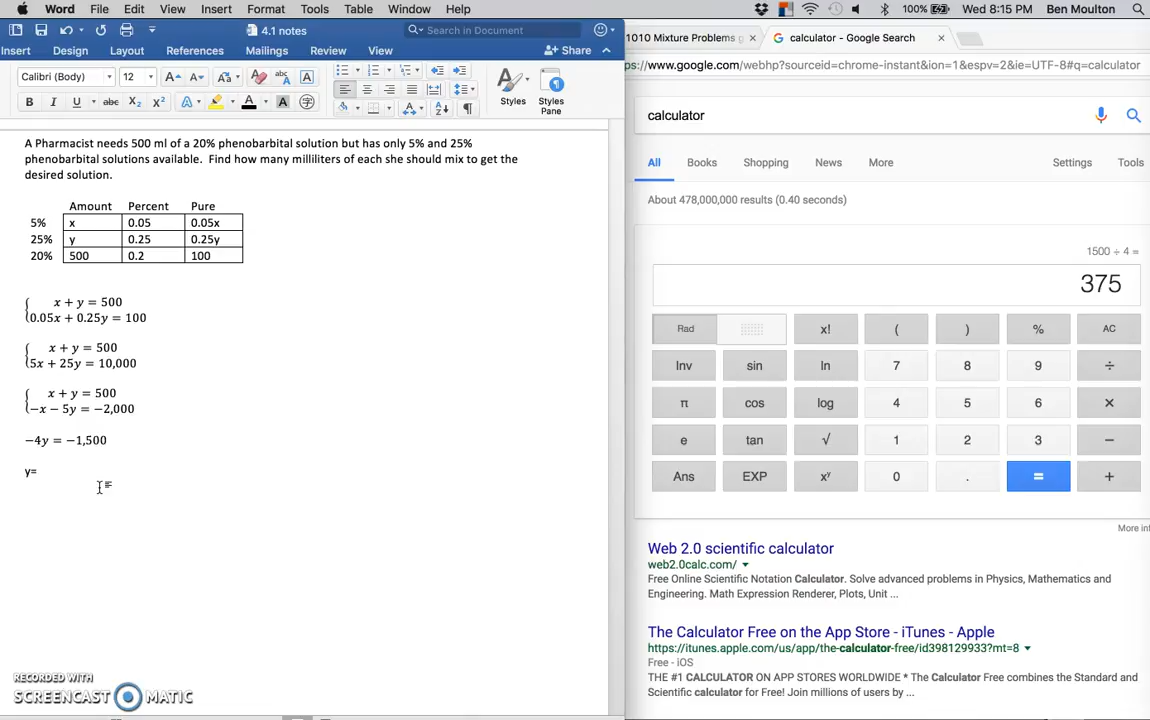 Word File Edit View Insert Format Tools Table Window Help 100% Wed 8:15 PM Ben Moulton
4.1 notes Search in Document
Insert Design Layout References Mailings Review View Share
Calibri (Body) 12 A A Aa abc A
B I U abc X2 X2 A A A Styles Styles Pane
A Pharmacist needs 500 ml of a 20% phenobarbital solution but has only 5% and 25%
phenobarbital solutions available. Find how many milliliters of each she should mix to get the
desired solution.
Amount Percent Pure
5% x 0.05 0.05x
25% y 0.25 0.25y
20% 500 0.2 100
x + y = 500
0.05x + 0.25y = 100
x + y = 500
5x + 25y = 10,000
x + y = 500
−x − 5y = −2,000
−4y = −1,500
y=
RECORDED WITH
SCREENCAST MATIC
1010 Mixture Problems calculator - Google Search
ps://www.google.com/webhp?sourceid=chrome-instant&ion=1&espv=2&ie=UTF-8#q=calculator
calculator
All Books Shopping News More Settings Tools
About 478,000,000 results (0.40 seconds)
1500 ÷ 4 =
375
Rad x! ( ) % AC
Inv sin ln 7 8 9 ÷
π cos log 4 5 6 ×
e tan √ 1 2 3 −
Ans EXP xy 0 . = +
More in
Web 2.0 scientific calculator
web2.0calc.com/
Free Online Scientific Notation Calculator. Solve advanced problems in Physics, Mathematics and
Engineering. Math Expression Renderer, Plots, Unit ...
The Calculator Free on the App Store - iTunes - Apple
https://itunes.apple.com/us/app/the-calculator-free/id398129933?mt=8
Free - iOS
THE #1 CALCULATOR ON APP STORES WORLDWIDE * The Calculator Free combines the Standard and
Scientific calculator for Free! Join millions of users by ...